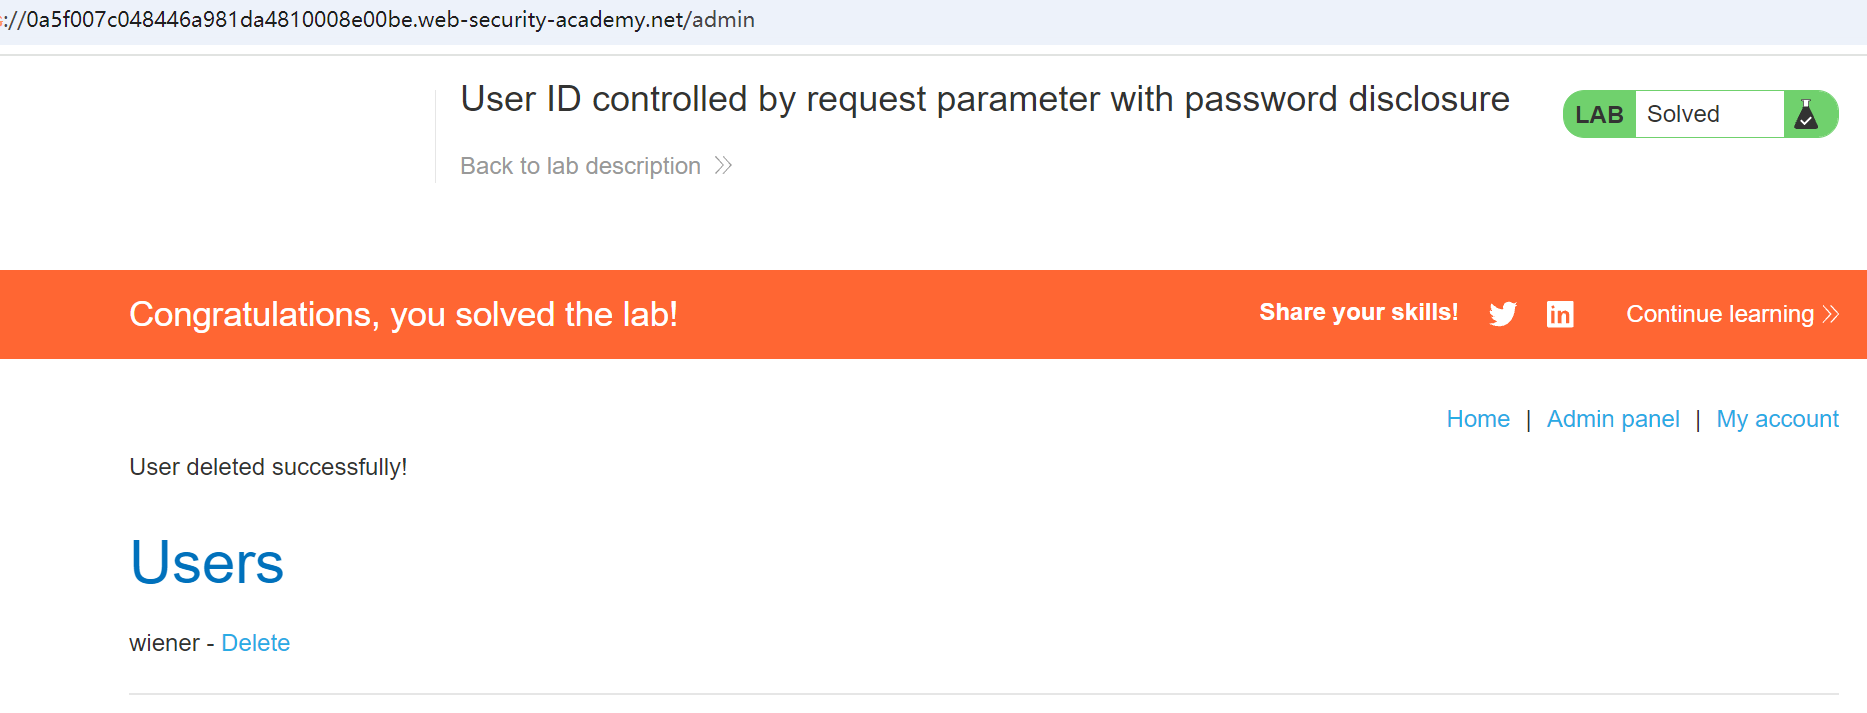 ://0a5f007c048446a981da4810008e00be.web-security-academy.net/admin
User ID controlled by request parameter with password disclosure
LAB Solved
Back to lab description
Congratulations, you solved the lab!
Share your skills!
Continue learning
Home | Admin panel | My account
User deleted successfully!
Users
wiener - Delete